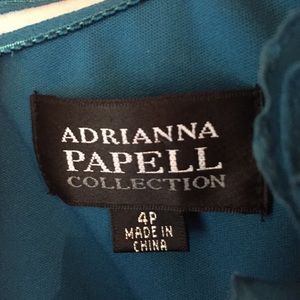 ADRIANNA
PAPELL
COLLECTION
4P
MADE IN
CHINA